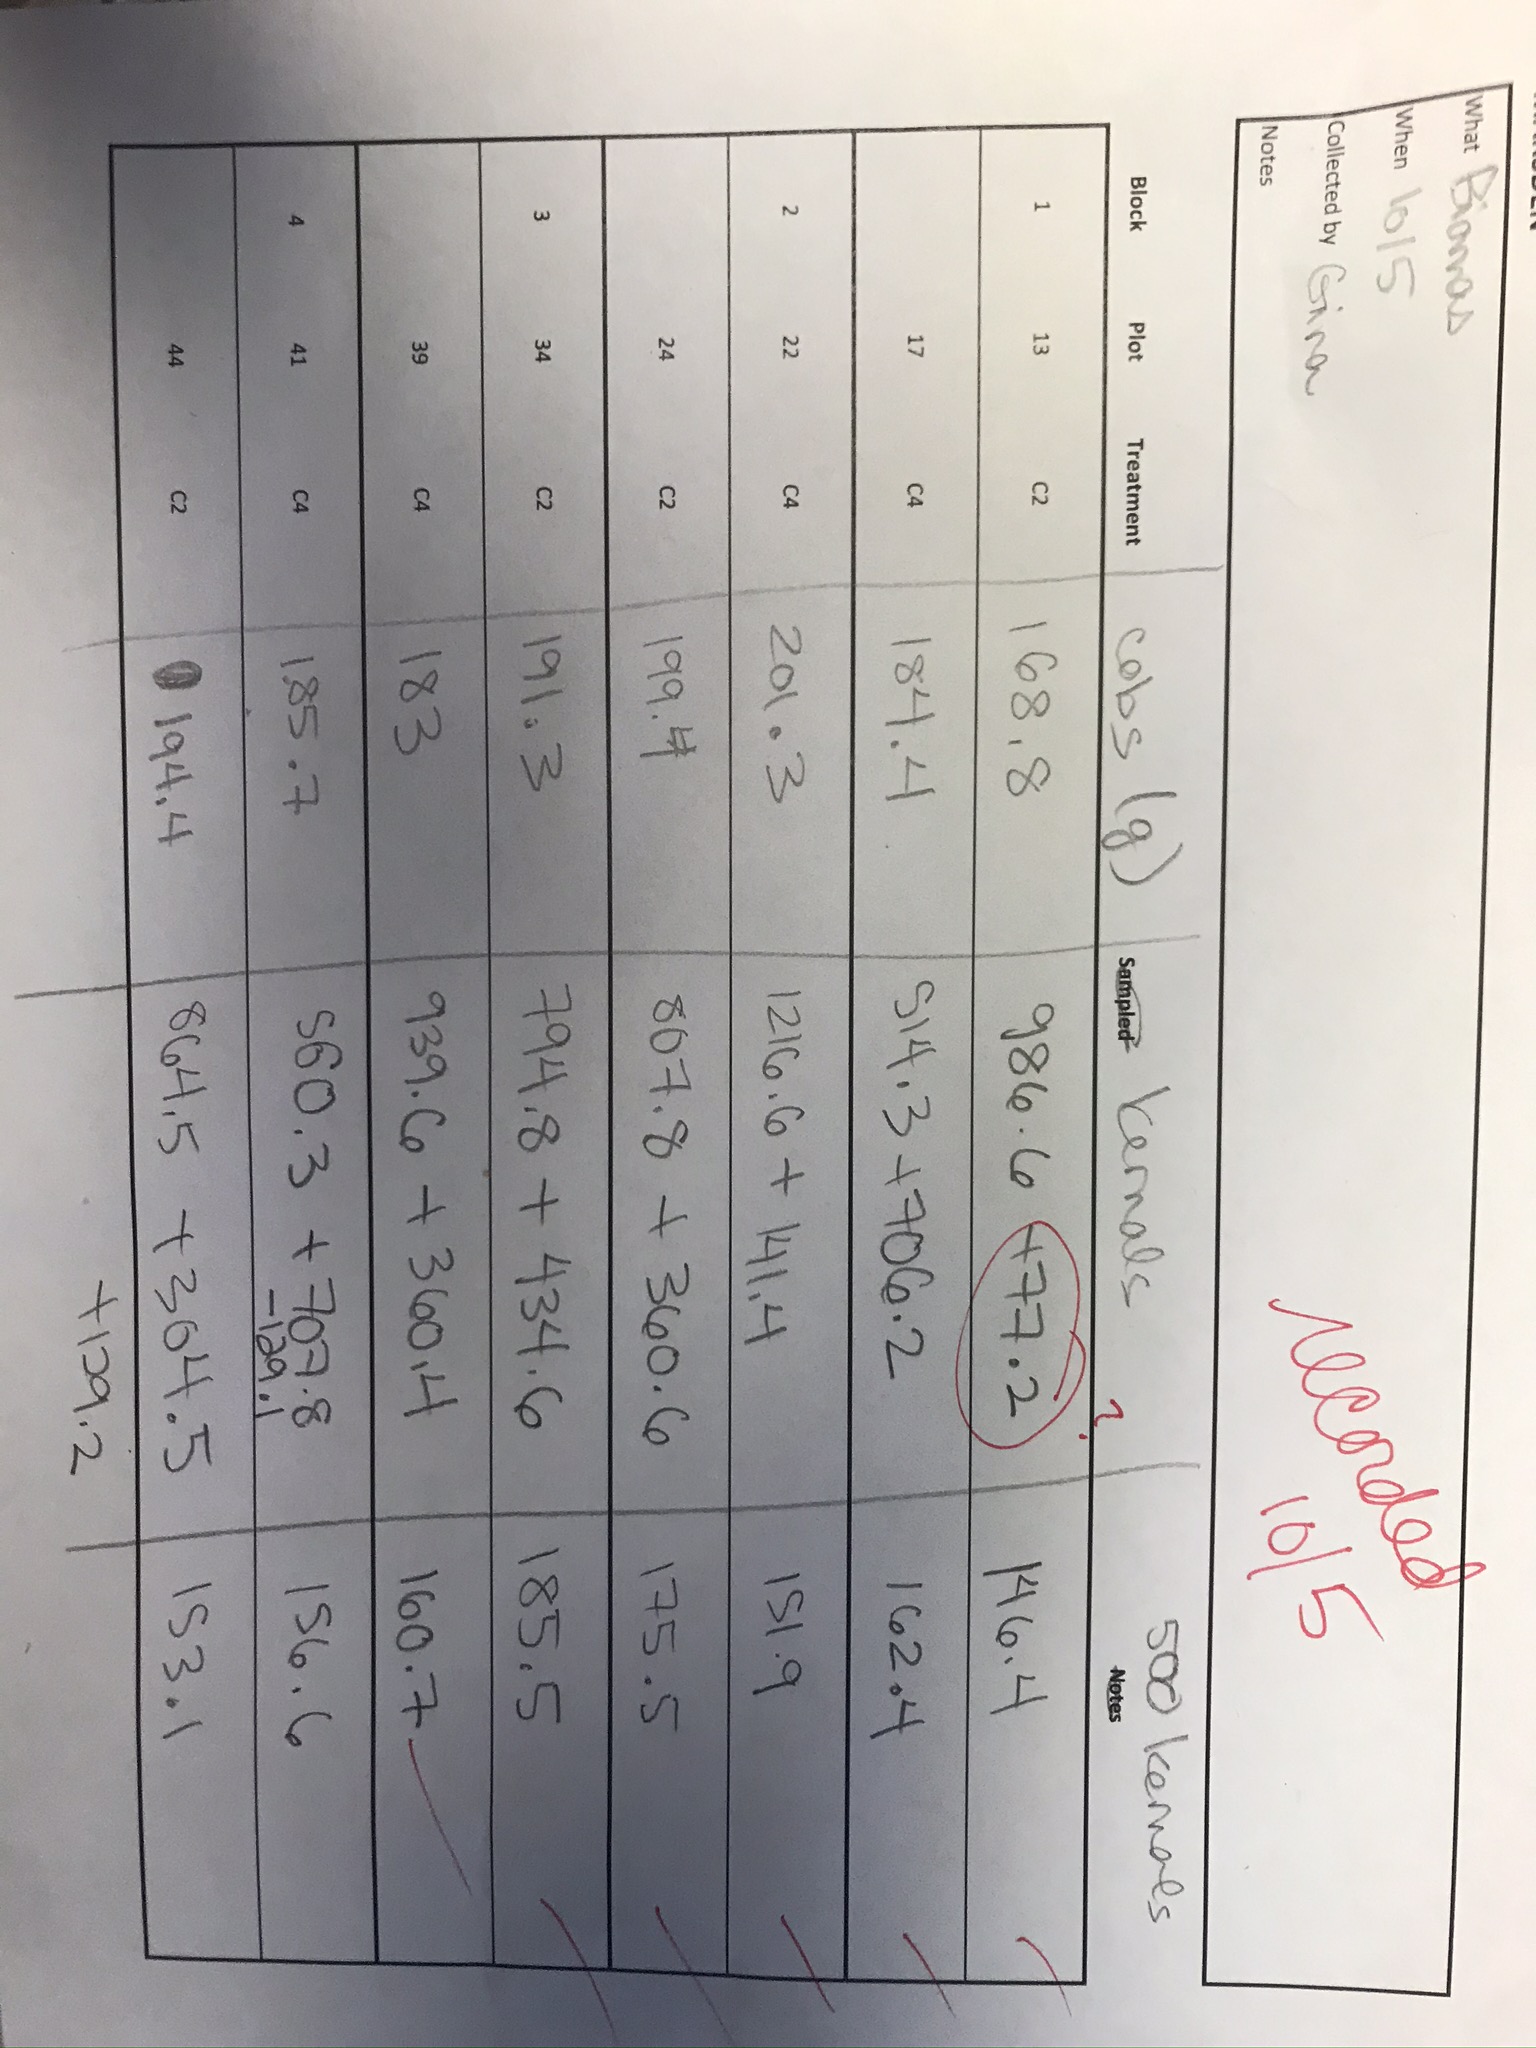 What Biomas
When 10/5
Collected by Gina
Notes
recorded
10/5
Block Plot Treatment cobs (g) Sampled kernals 500 kernals
Notes
?
1 13 C2 168.8 986.6 +77.2 146.4
17 C4 184.4 514.3 +706.2 162.4
2 22 C4 201.3 1216.6 + 141.4 151.9
24 C2 199.4 807.8 + 360.6 175.5
3 34 C2 191.3 794.8 + 434.6 185.5
39 C4 183 939.6 + 360.4 160.7
4 41 C4 185.7 560.3 + 707.8 156.6
-129.1
44 C2 194.4 864.5 +304.5 153.1
+129.2